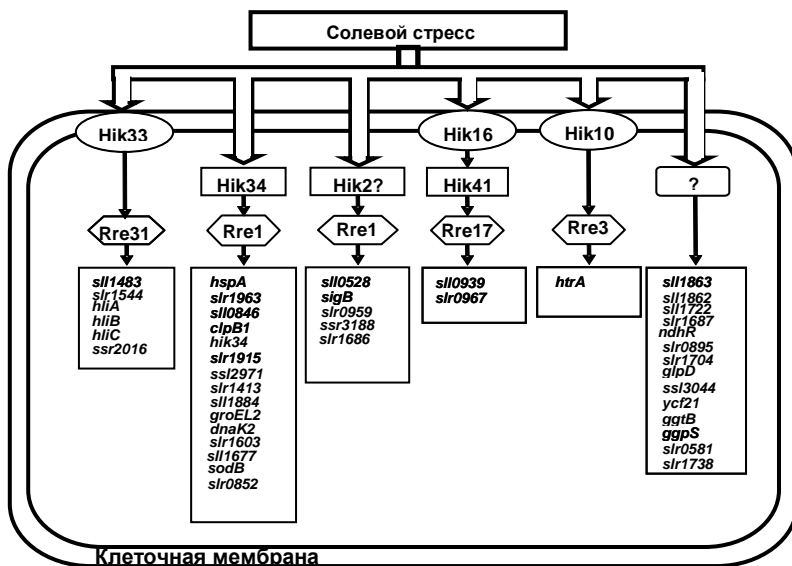 Солевой стресс
Hik33
Hik16
Hik10
Hik34
Hik2?
Hik41
?
Rre31
Rre1
Rre1
Rre17
Rre3
sll1483
slr1544
hliA
hliB
hliC
ssr2016
hspA
slr1963
sll0846
clpB1
hik34
slr1915
ssl2971
slr1413
sll1884
groEL2
dnaK2
slr1603
sll1677
sodB
slr0852
sll0528
sigB
slr0959
ssr3188
slr1686
sll0939
slr0967
htrA
sll1863
sll1862
sll1722
slr1687
ndhR
slr0895
slr1704
glpD
ssl3044
ycf21
ggtB
ggpS
slr0581
slr1738
Клеточная мембрана